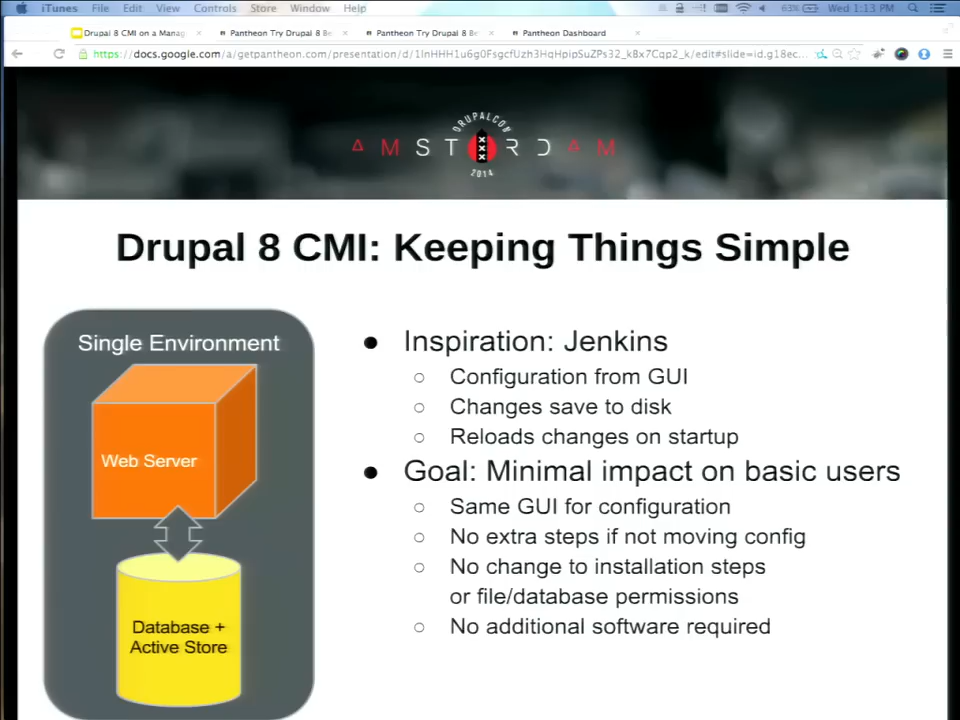 iTunes File Edit View Controls Store Window Help
63% Wed 1:13 PM
Drupal 8 CMI on a Manag
Pantheon Try Drupal 8 Be
Pantheon Try Drupal 8 Be
Pantheon Dashboard
DRUPALCON
AMSTERDAM
2014
Drupal 8 CMI: Keeping Things Simple
Single Environment
Web Server
Database +
Active Store
● Inspiration: Jenkins
○ Configuration from GUI
○ Changes save to disk
○ Reloads changes on startup
● Goal: Minimal impact on basic users
○ Same GUI for configuration
○ No extra steps if not moving config
○ No change to installation steps
or file/database permissions
○ No additional software required